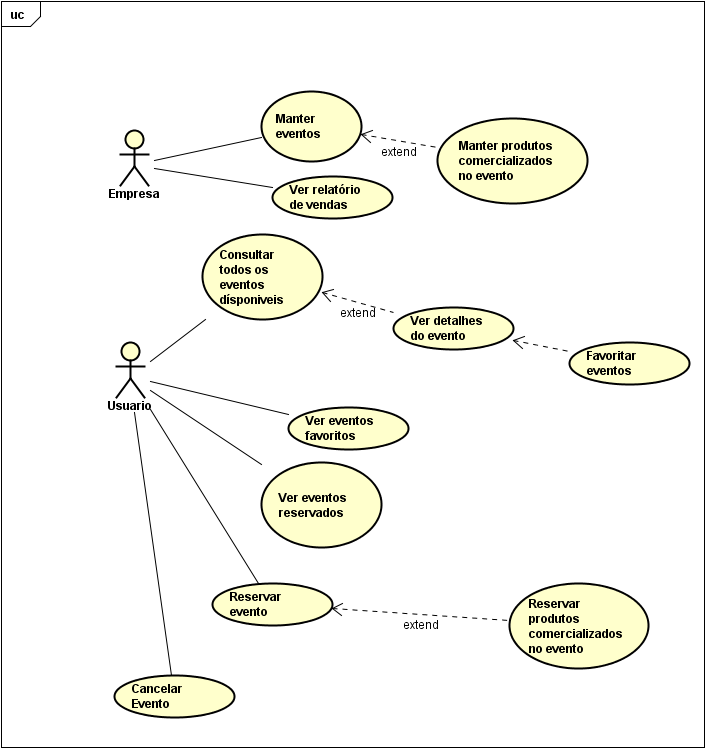 uc
Manter
eventos
extend
Manter produtos
comercializados
no evento
Empresa
Ver relatório
de vendas
Consultar
todos os
eventos
disponiveis
extend
Ver detalhes
do evento
Favoritar
eventos
Usuario
Ver eventos
favoritos
Ver eventos
reservados
Reservar
evento
extend
Reservar
produtos
comercializados
no evento
Cancelar
Evento